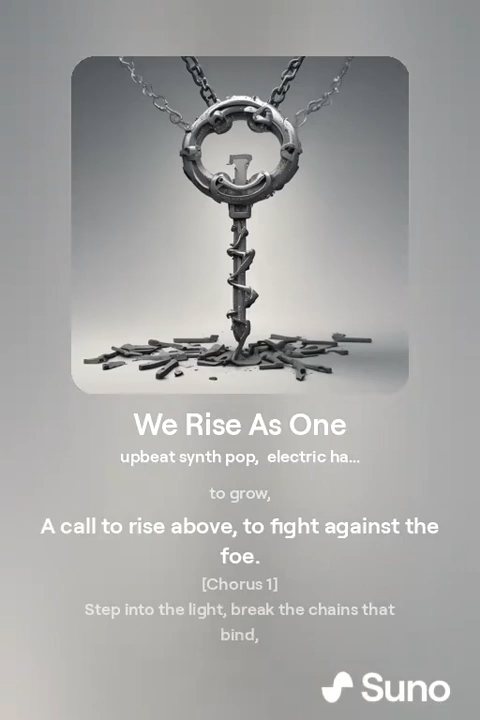 We Rise As One
upbeat synth pop,  electric ha...
to grow,
A call to rise above, to fight against the
foe.
[Chorus 1]
Step into the light, break the chains that
bind,
Suno